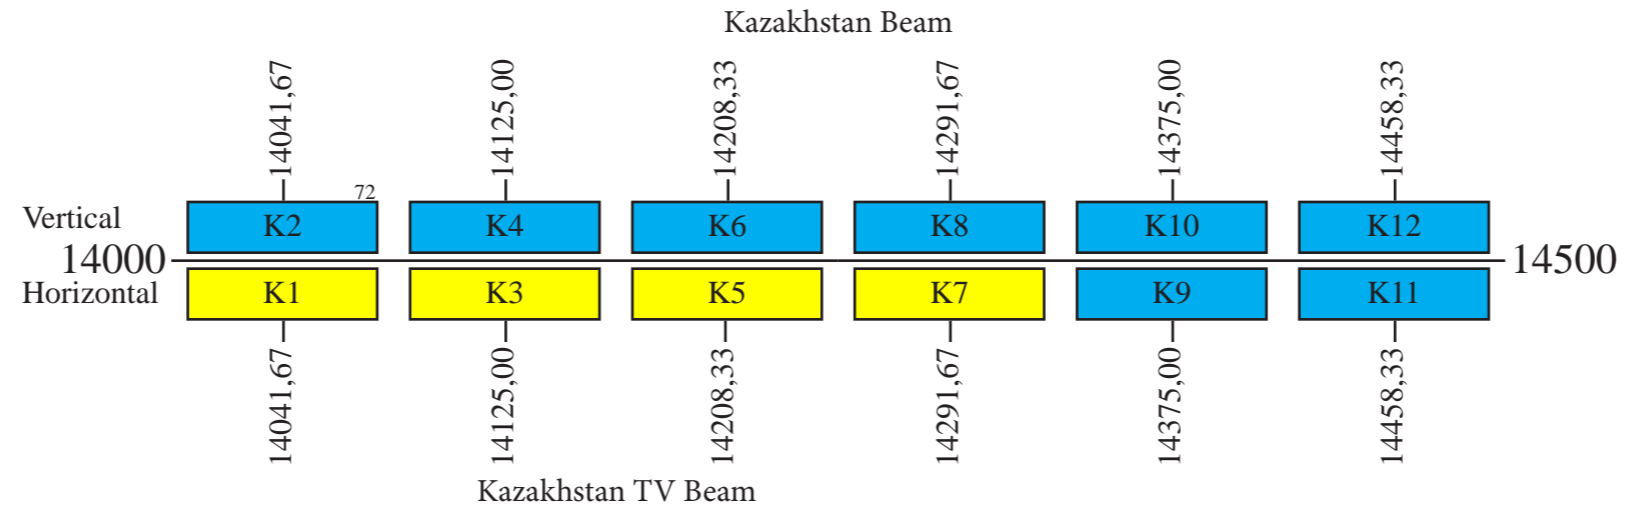 Kazakhstan Beam
14041,67 14125,00 14208,33 14291,67 14375,00 14458,33
72
Vertical K2 K4 K6 K8 K10 K12
14000 14500
Horizontal K1 K3 K5 K7 K9 K11
14041,67 14125,00 14208,33 14291,67 14375,00 14458,33
Kazakhstan TV Beam